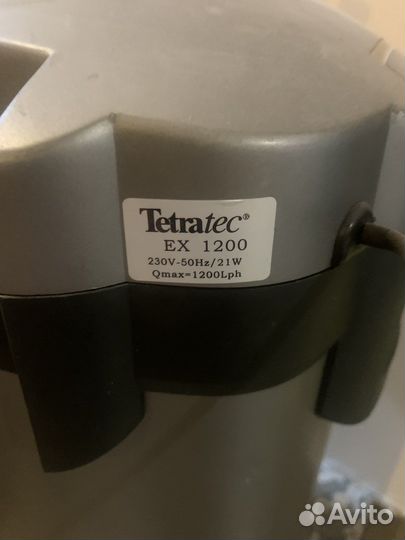 Tetratec®
EX 1200
230V-50Hz/21W
Qmax=1200Lph
Avito